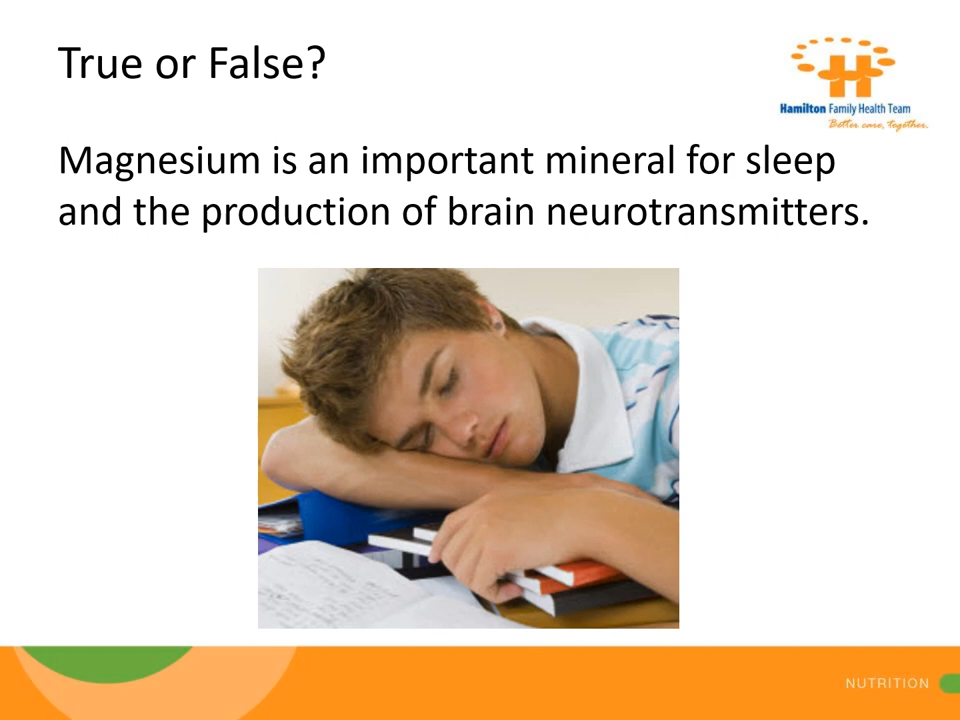 True or False?
Hamilton Family Health Team
Better care, together.
Magnesium is an important mineral for sleep
and the production of brain neurotransmitters.
NUTRITION